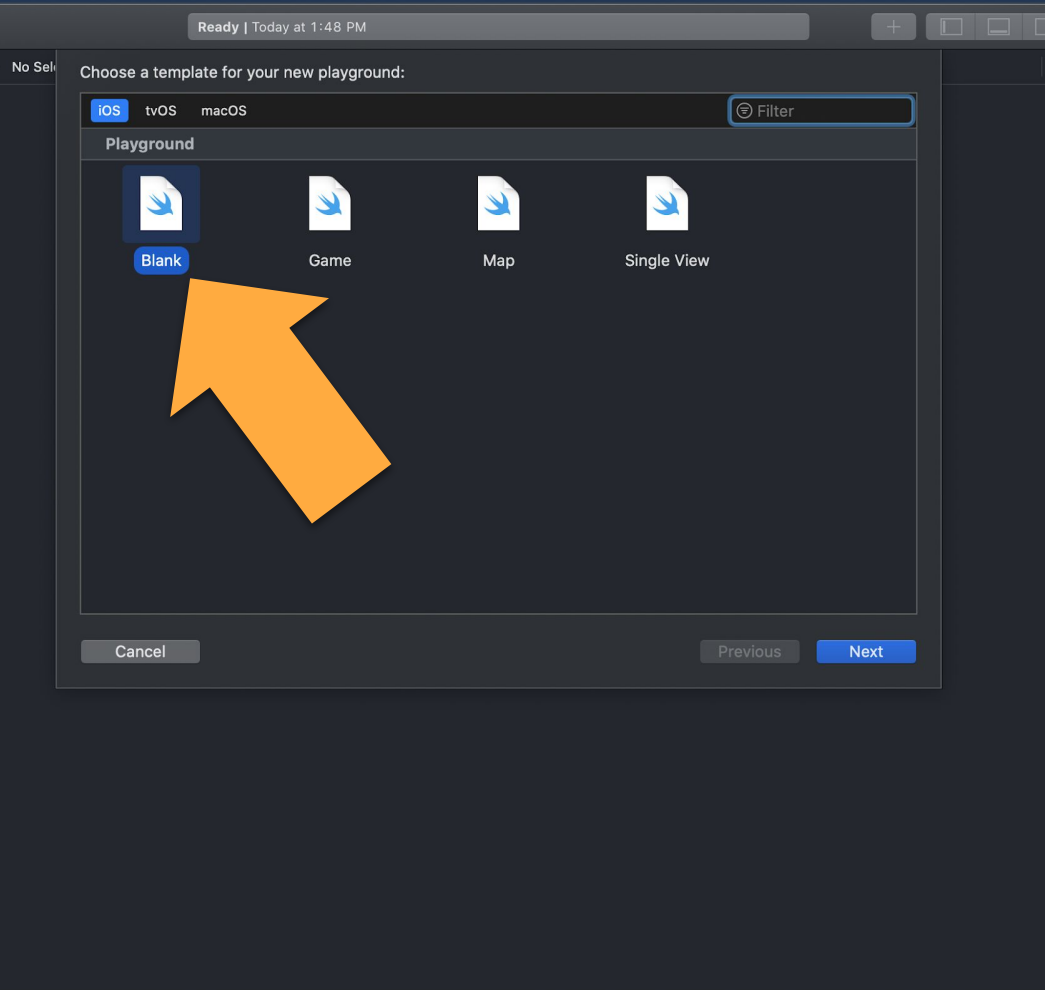 Ready | Today at 1:48 PM
No Sele
Choose a template for your new playground:
iOS tvOS macOS Filter
Playground
Blank Game Map Single View
Cancel Previous Next